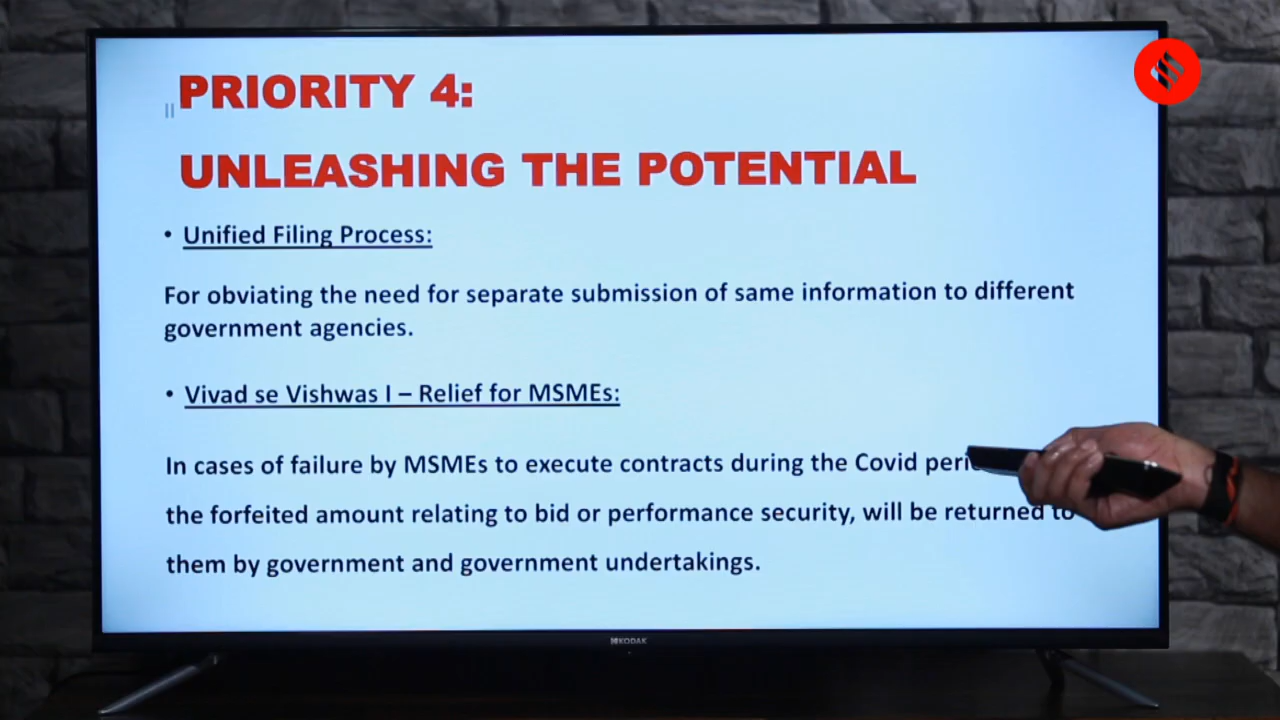 PRIORITY 4:
UNLEASHING THE POTENTIAL
• Unified Filing Process:
For obviating the need for separate submission of same information to different
government agencies.
• Vivad se Vishwas I – Relief for MSMEs:
In cases of failure by MSMEs to execute contracts during the Covid
the forfeited amount relating to bid or performance security, will be returned to
them by government and government undertakings.
KODAK